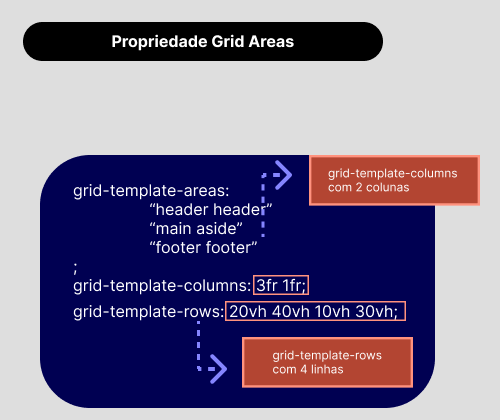 Propriedade Grid Areas
grid-template-columns
com 2 colunas
grid-template-areas:
“header header”
“main aside”
“footer footer”
;
grid-template-columns: 3fr 1fr;
grid-template-rows: 20vh 40vh 10vh 30vh;
grid-template-rows
com 4 linhas